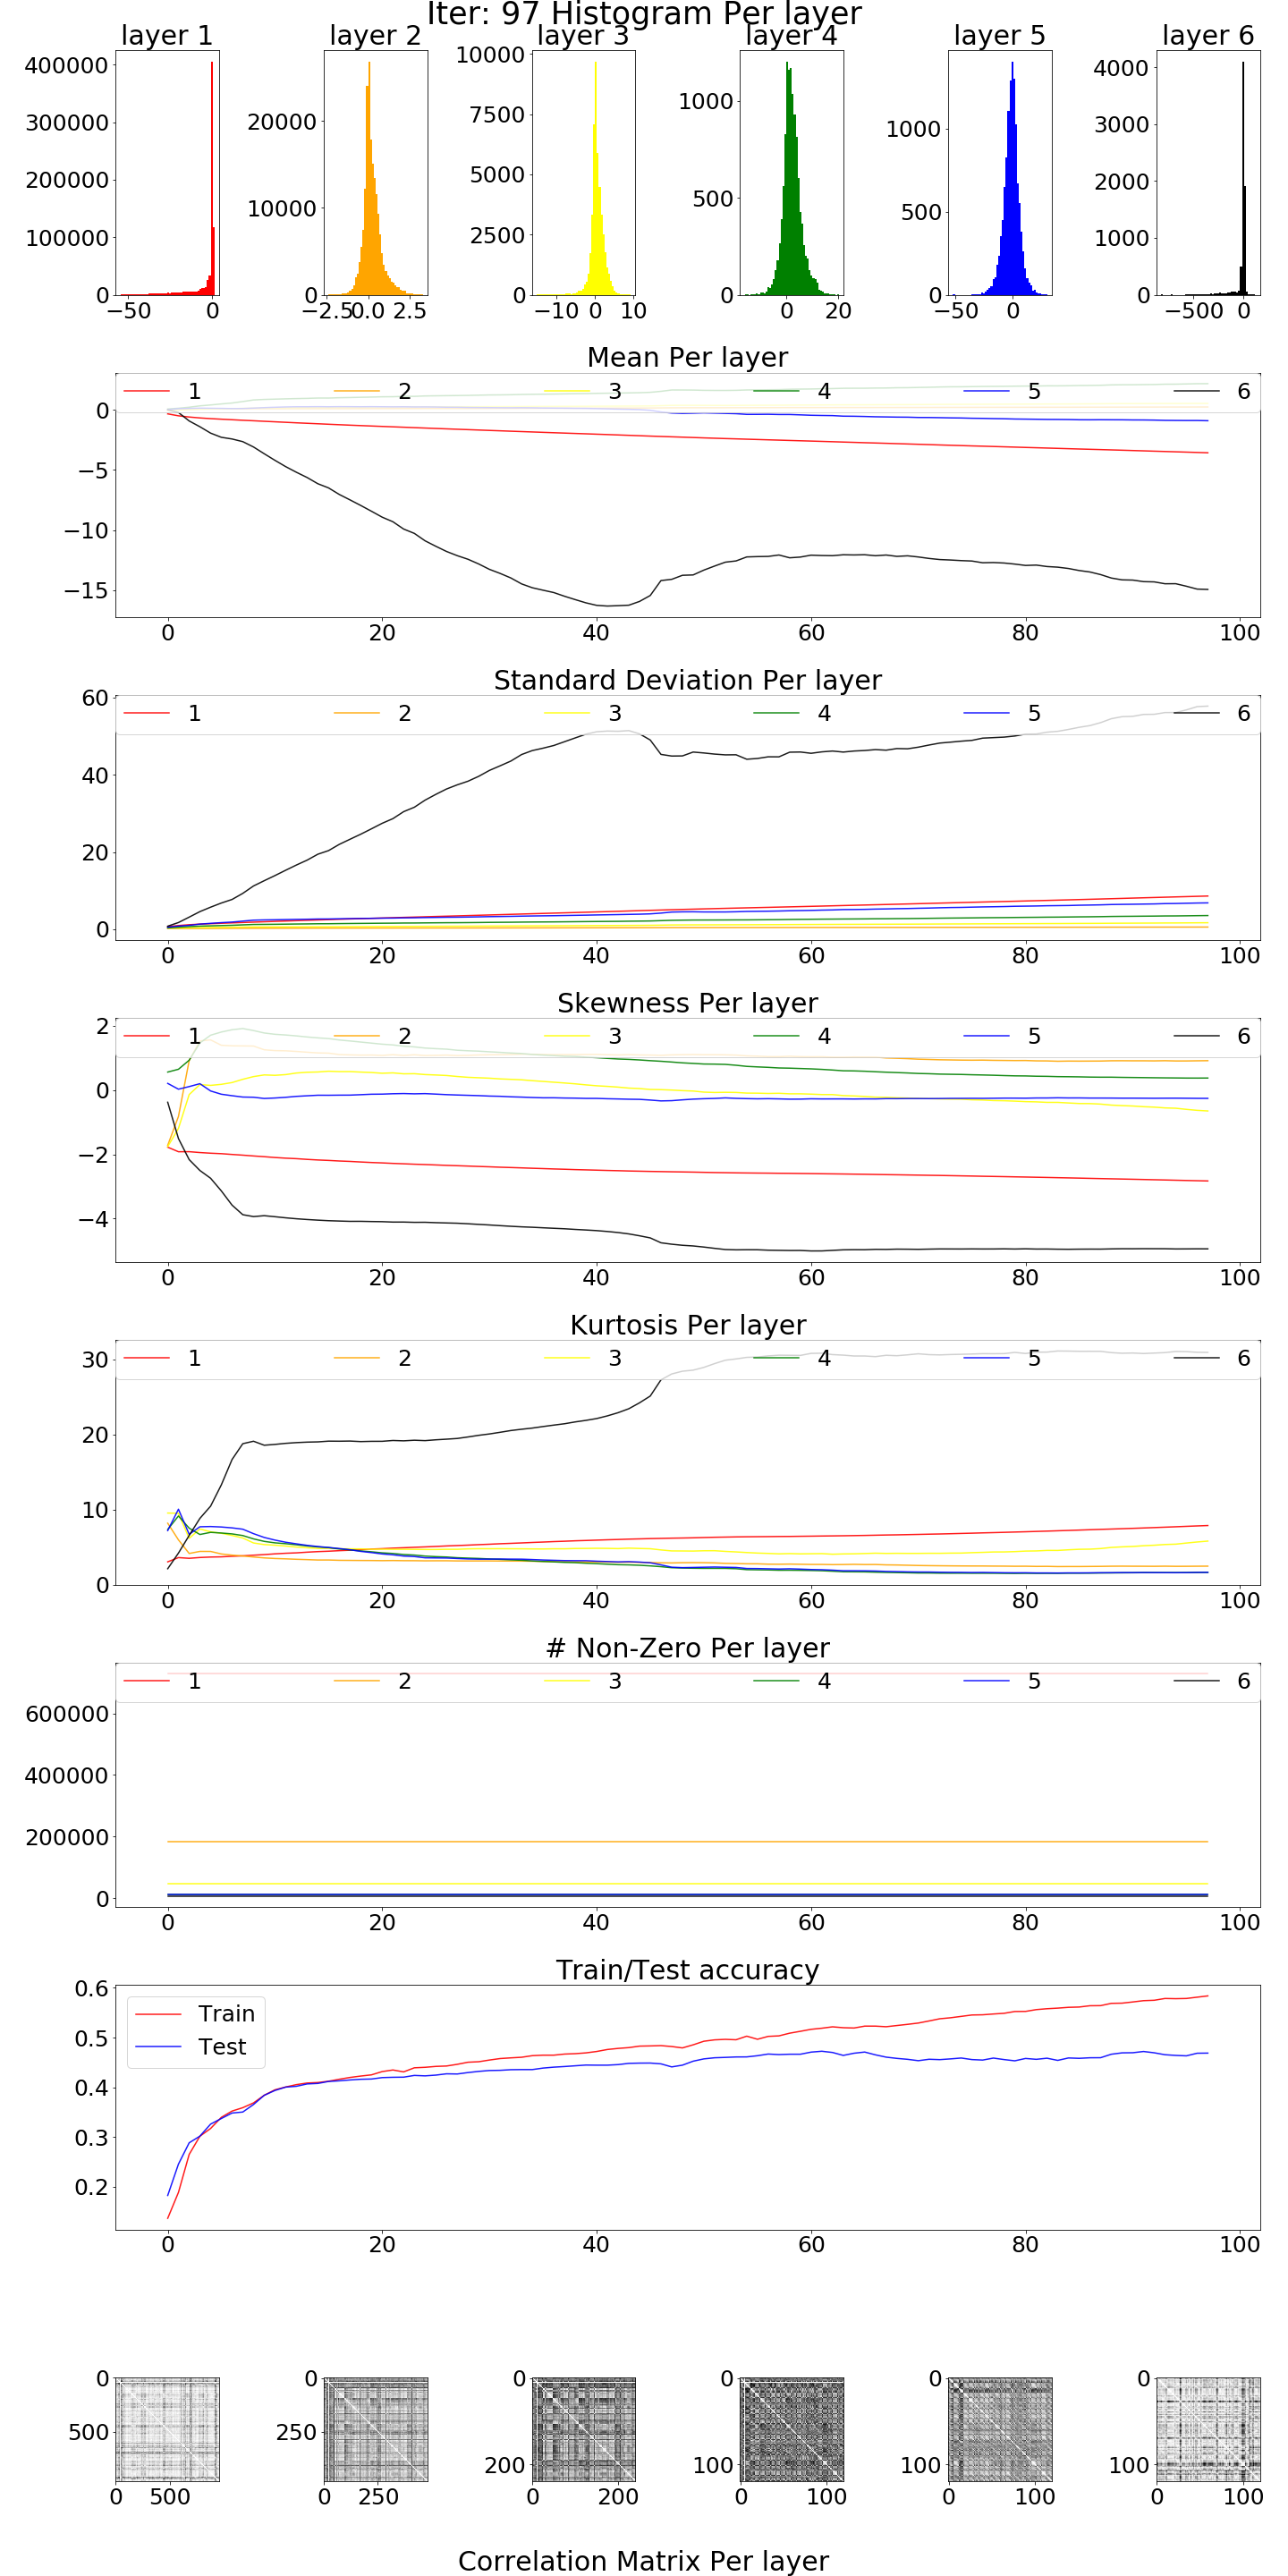 Iter: 97 Histogram Per layer
layer 1 layer 2 layer 3 layer 4 layer 5 layer 6
400000
300000
200000
100000
0
−50 0
20000
10000
0
−2.5 0.0 2.5
10000
7500
5000
2500
0
−10 0 10
1000
500
0
0 20
1000
500
0
−50 0
4000
3000
2000
1000
0
−500 0
Mean Per layer
1 2 3 4 5 6
0
−5
−10
−15
0 20 40 60 80 100
Standard Deviation Per layer
1 2 3 4 5 6
60
40
20
0
0 20 40 60 80 100
Skewness Per layer
1 2 3 4 5 6
2
0
−2
−4
0 20 40 60 80 100
Kurtosis Per layer
1 2 3 4 5 6
30
20
10
0
0 20 40 60 80 100
# Non-Zero Per layer
1 2 3 4 5 6
600000
400000
200000
0
0 20 40 60 80 100
Train/Test accuracy
Train
Test
0.6
0.5
0.4
0.3
0.2
0 20 40 60 80 100
0
500
0 500
0
250
0 250
0
200
0 200
0
100
0 100
0
100
0 100
0
100
0 100
Correlation Matrix Per layer